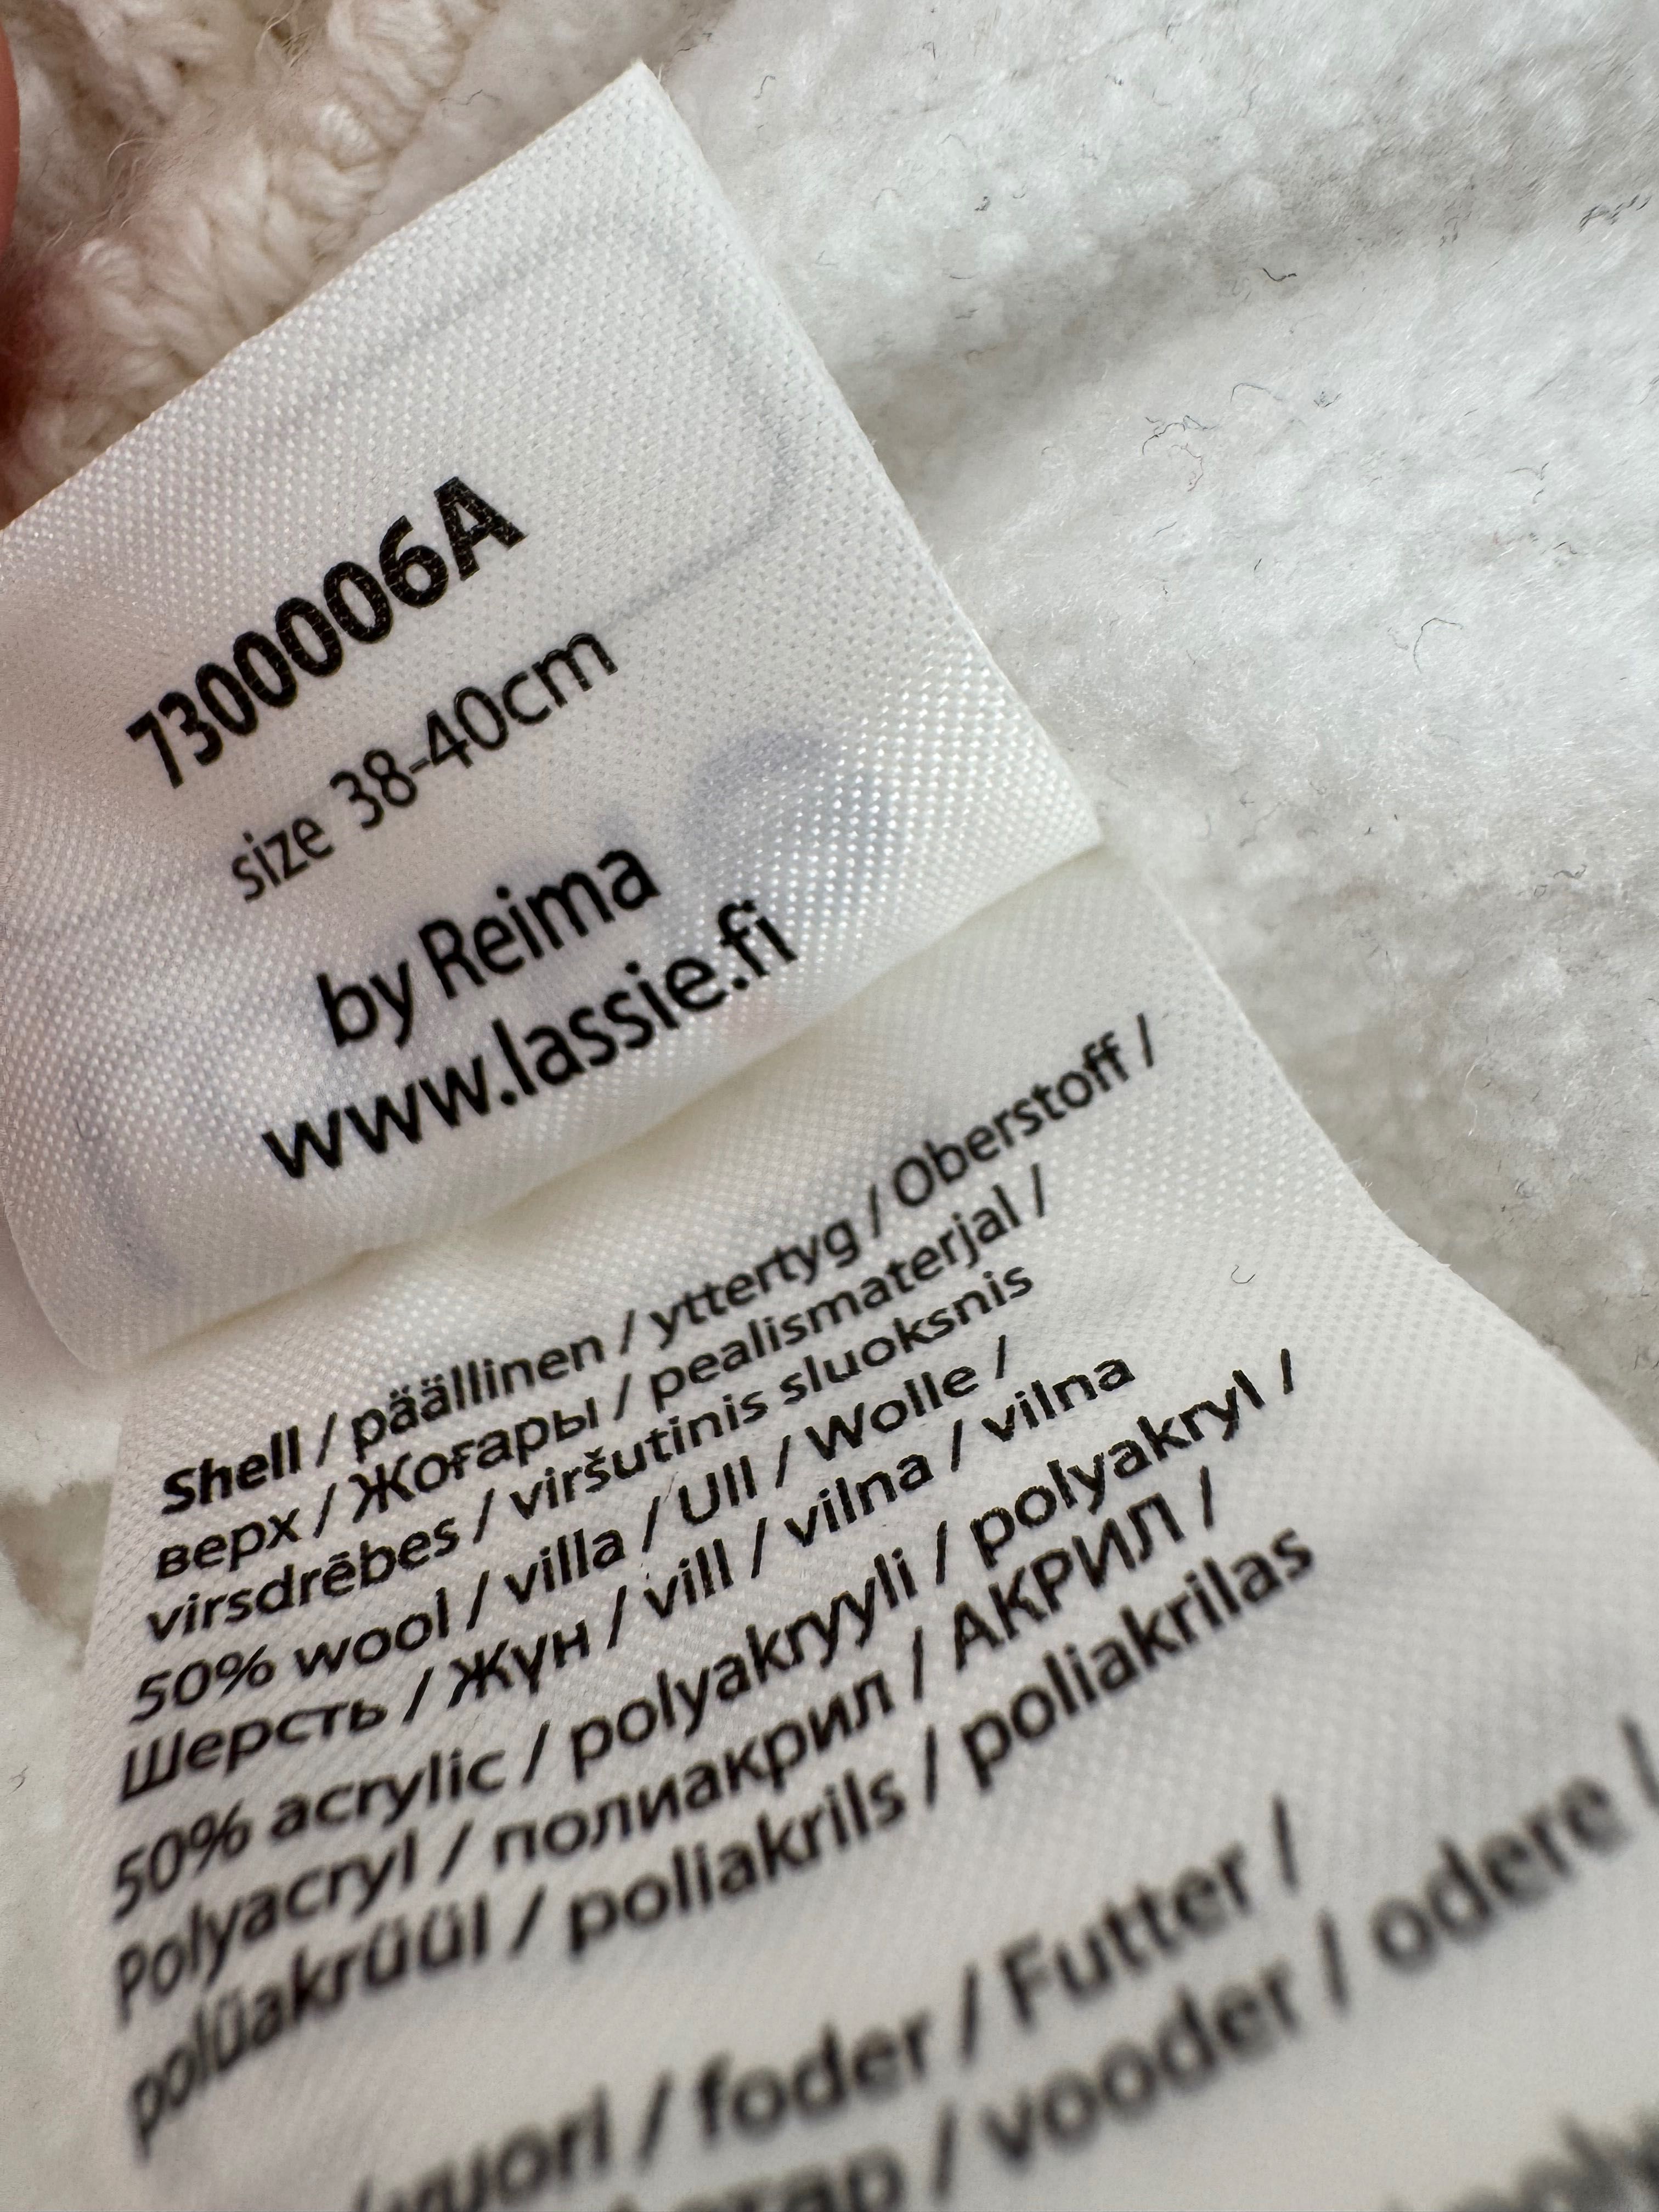 7300006A
size 38-40cm
by Reima
www.lassie.fi
Shell / päällinen / yttertyg / Oberstoff /
верх / Жоғары / pealismaterjal /
virsdrēbes / viršutinis sluoksnis
50% wool / villa / Ull / Wolle /
Шерсть / Жүн / vill / vilna / vilna
50% acrylic / polyakryyli / polyakryl /
Polyacryl / полиакрил / АКРИЛ /
polüakrüül / poliakrils / poliakrilas
/ foder / Futter /
/ vooder / odere /